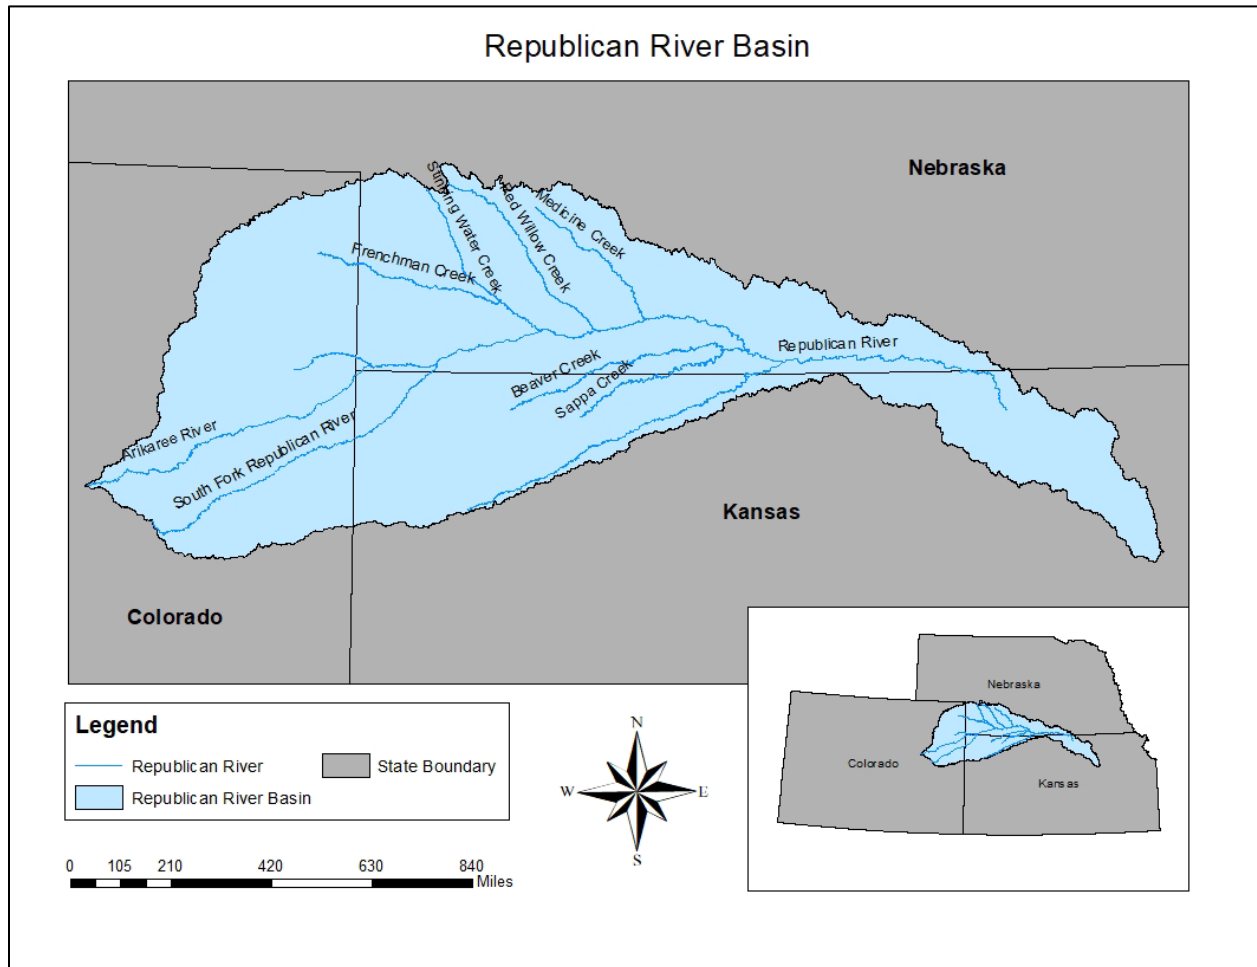 Republican River Basin
Nebraska
Stinking Water Creek
Red Willow Creek
Medicine Creek
Frenchman Creek
Republican River
Beaver Creek
Sappa Creek
Arikaree River
South Fork Republican River
Kansas
Colorado
Nebraska
Colorado
Kansas
Legend
Republican River
State Boundary
Republican River Basin
N
W
E
S
0 105 210 420 630 840
Miles